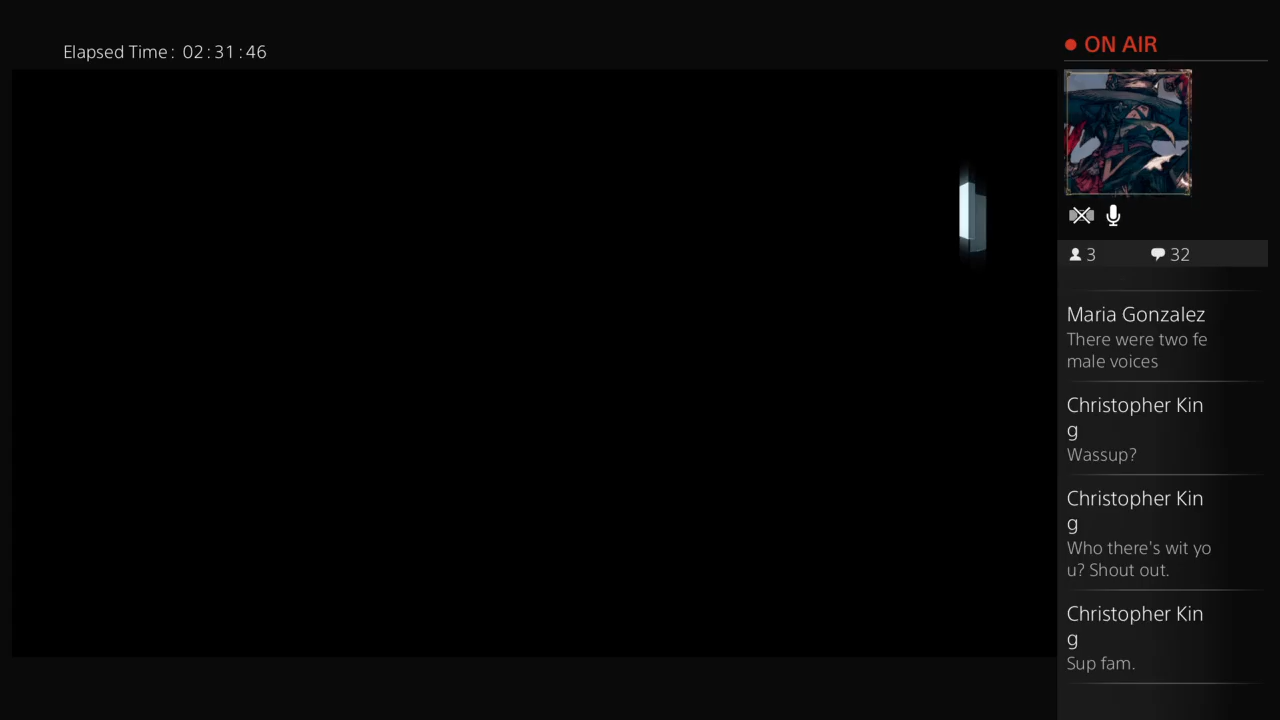 Elapsed Time: 02:31:46
ON AIR
3 32
Maria Gonzalez
There were two fe
male voices
Christopher Kin
g
Wassup?
Christopher Kin
g
Who there's wit yo
u? Shout out.
Christopher Kin
g
Sup fam.